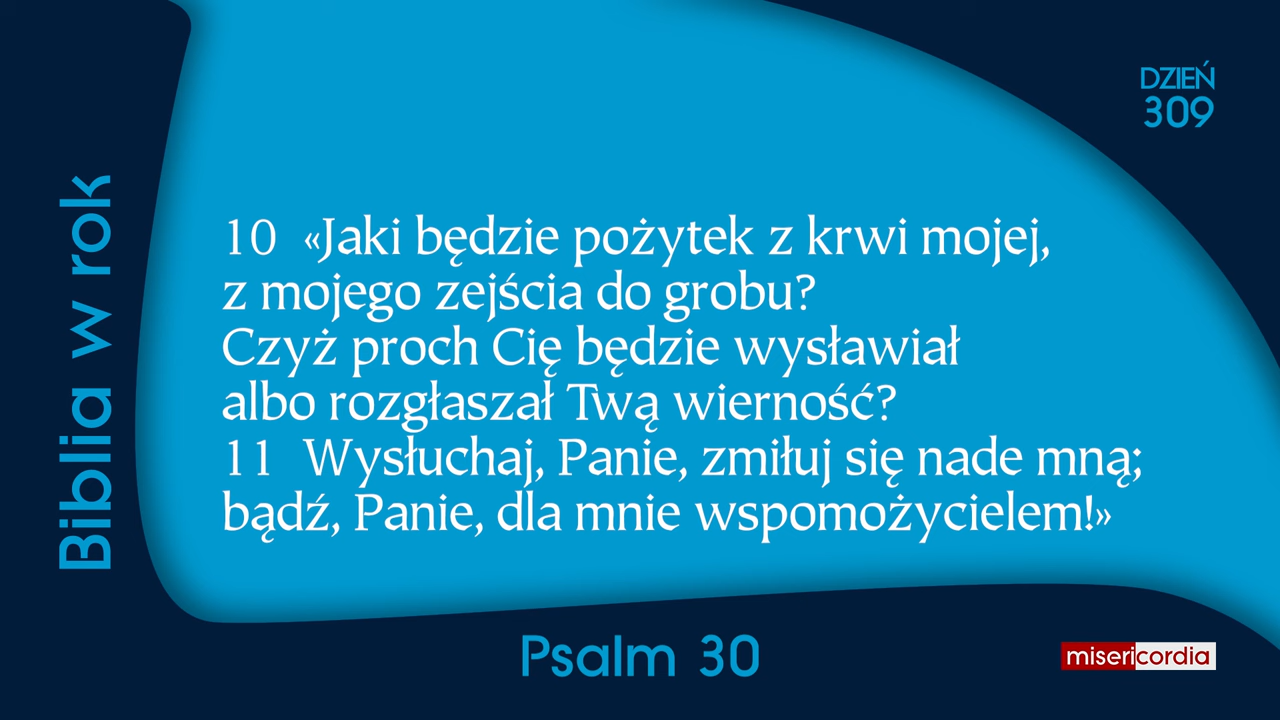 DZIEŃ
309
Biblia w rok
10 «Jaki będzie pożytek z krwi mojej,
z mojego zejścia do grobu?
Czyż proch Cię będzie wysławiał
albo rozgłaszał Twą wierność?
11 Wysłuchaj, Panie, zmiłuj się nade mną;
bądź, Panie, dla mnie wspomożycielem!»
Psalm 30
misericordia